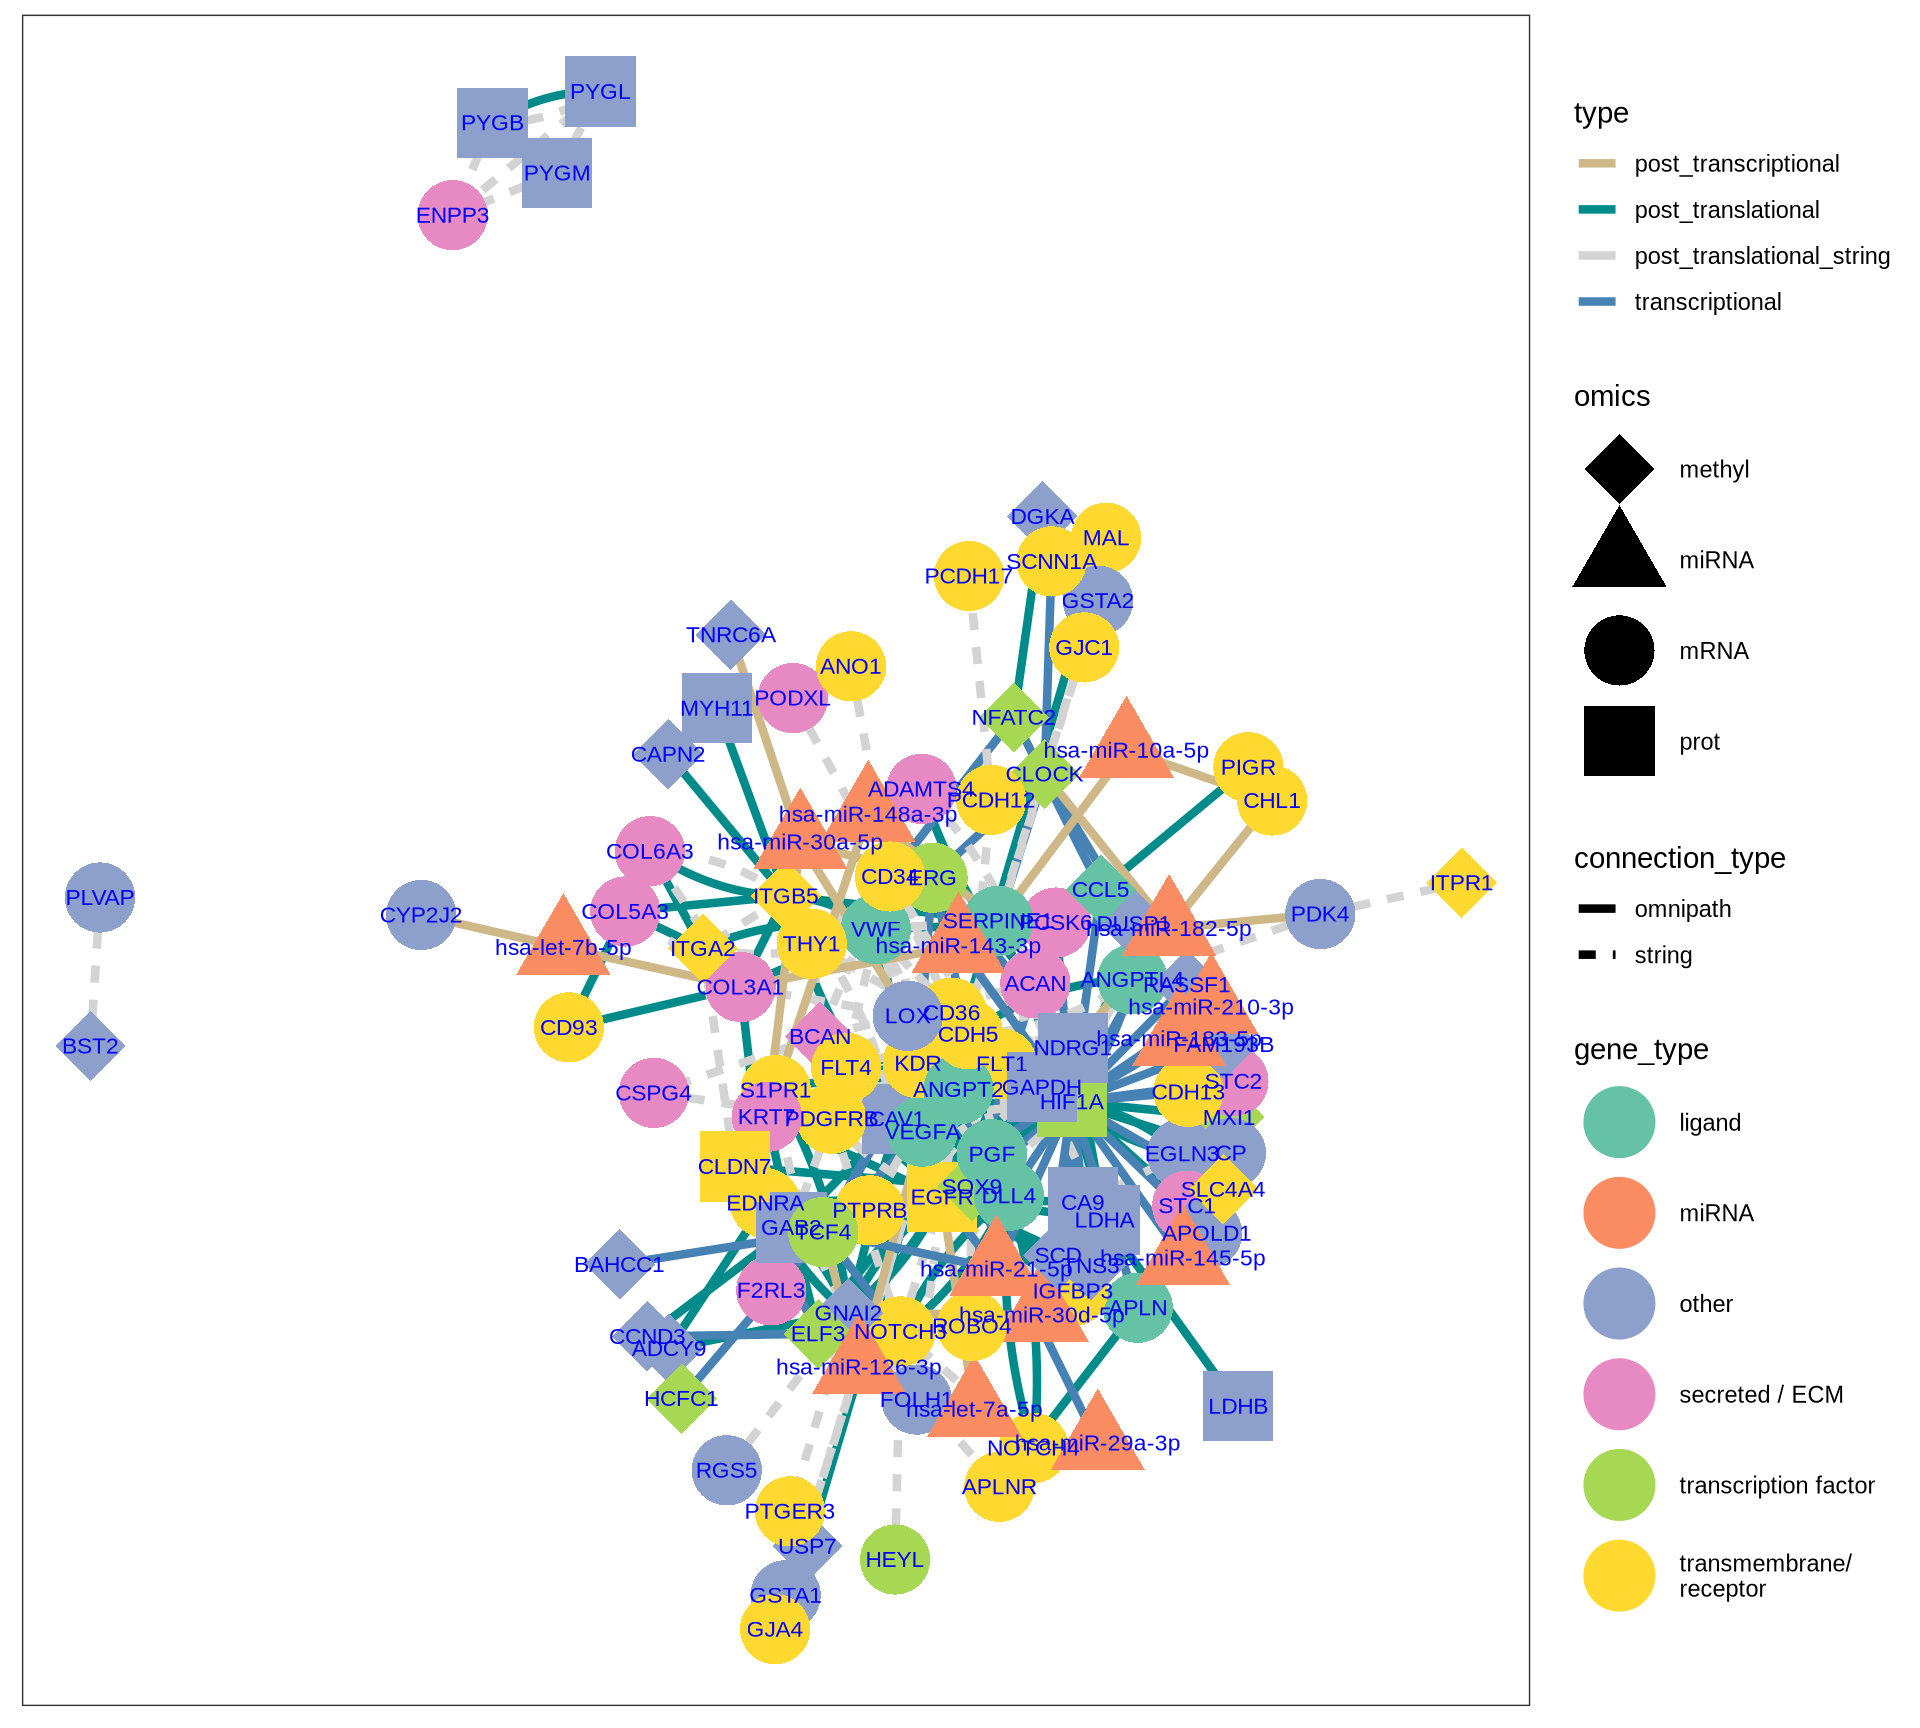 PYGL
PYGB
PYGM
ENPP3
DGKA
MAL
SCNN1A
PCDH17
GSTA2
TNRC6A
GJC1
ANO1
PODXL
MYH11
NFATC2
hsa-miR-10a-5p
CAPN2
PIGR
CLOCK
ADAMTS4
PCDH12
CHL1
hsa-miR-148a-3p
hsa-miR-30a-5p
COL6A3
CD34
ERG
ITPR1
CCL5
ITGB5
PLVAP
COL5A3
CYP2J2
PDK4
SERPINE1
PCSK6
DUSP1
hsa-miR-182-5p
VWF
THY1
hsa-miR-143-3p
hsa-let-7b-5p
ITGA2
ANGPTL4
ACAN
RASSF1
COL3A1
hsa-miR-210-3p
CD36
LOX
CD93
CDH5
BCAN
hsa-miR-183-5p
FAM193B
BST2
NDRG1
KDR
FLT1
FLT4
STC2
GAPDH
S1PR1
ANGPT2
CSPG4
CDH13
HIF1A
KRT7
PDGFRB
CAV1
MXI1
VEGFA
PGF
EGLN3
CP
CLDN7
SOX9
SLC4A4
EGFR
DLL4
EDNRA
CA9
STC1
PTPRB
LDHA
GAB2
TCF4
APOLD1
SCD
hsa-miR-145-5p
BAHCC1
TNS3
hsa-miR-21-5p
F2RL3
IGFBP3
APLN
GNAI2
hsa-miR-30d-5p
ROBO4
NOTCH3
ELF3
CCND3
ADCY9
hsa-miR-126-3p
HCFC1
FOLH1
LDHB
hsa-let-7a-5p
hsa-miR-29a-3p
NOTCH4
RGS5
APLNR
PTGER3
USP7
HEYL
GSTA1
GJA4
type
post_transcriptional
post_translational
post_translational_string
transcriptional
omics
methyl
miRNA
mRNA
prot
connection_type
omnipath
string
gene_type
ligand
miRNA
other
secreted / ECM
transcription factor
transmembrane/
receptor